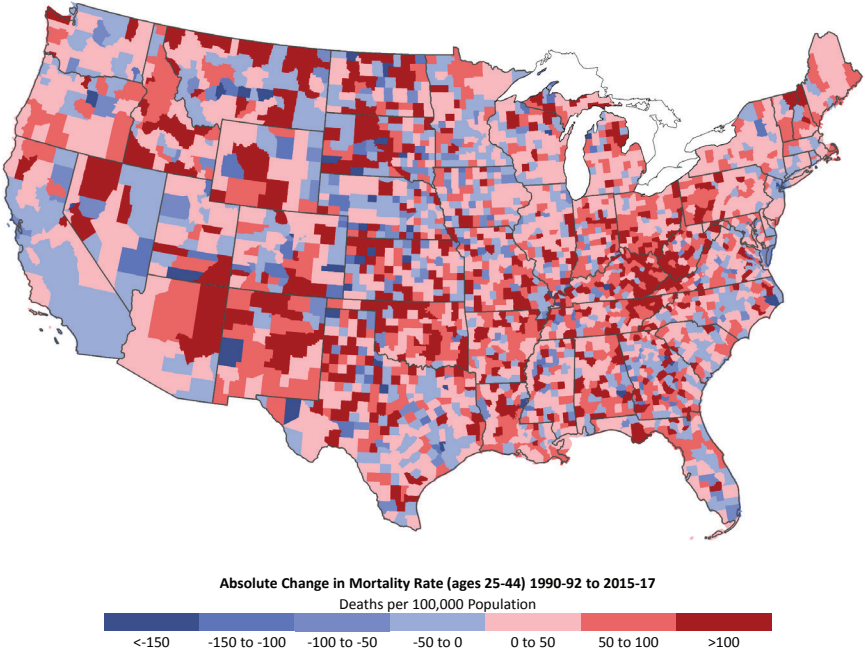 Absolute Change in Mortality Rate (ages 25-44) 1990-92 to 2015-17
Deaths per 100,000 Population
<-150 -150 to -100 -100 to -50 -50 to 0 0 to 50 50 to 100 >100